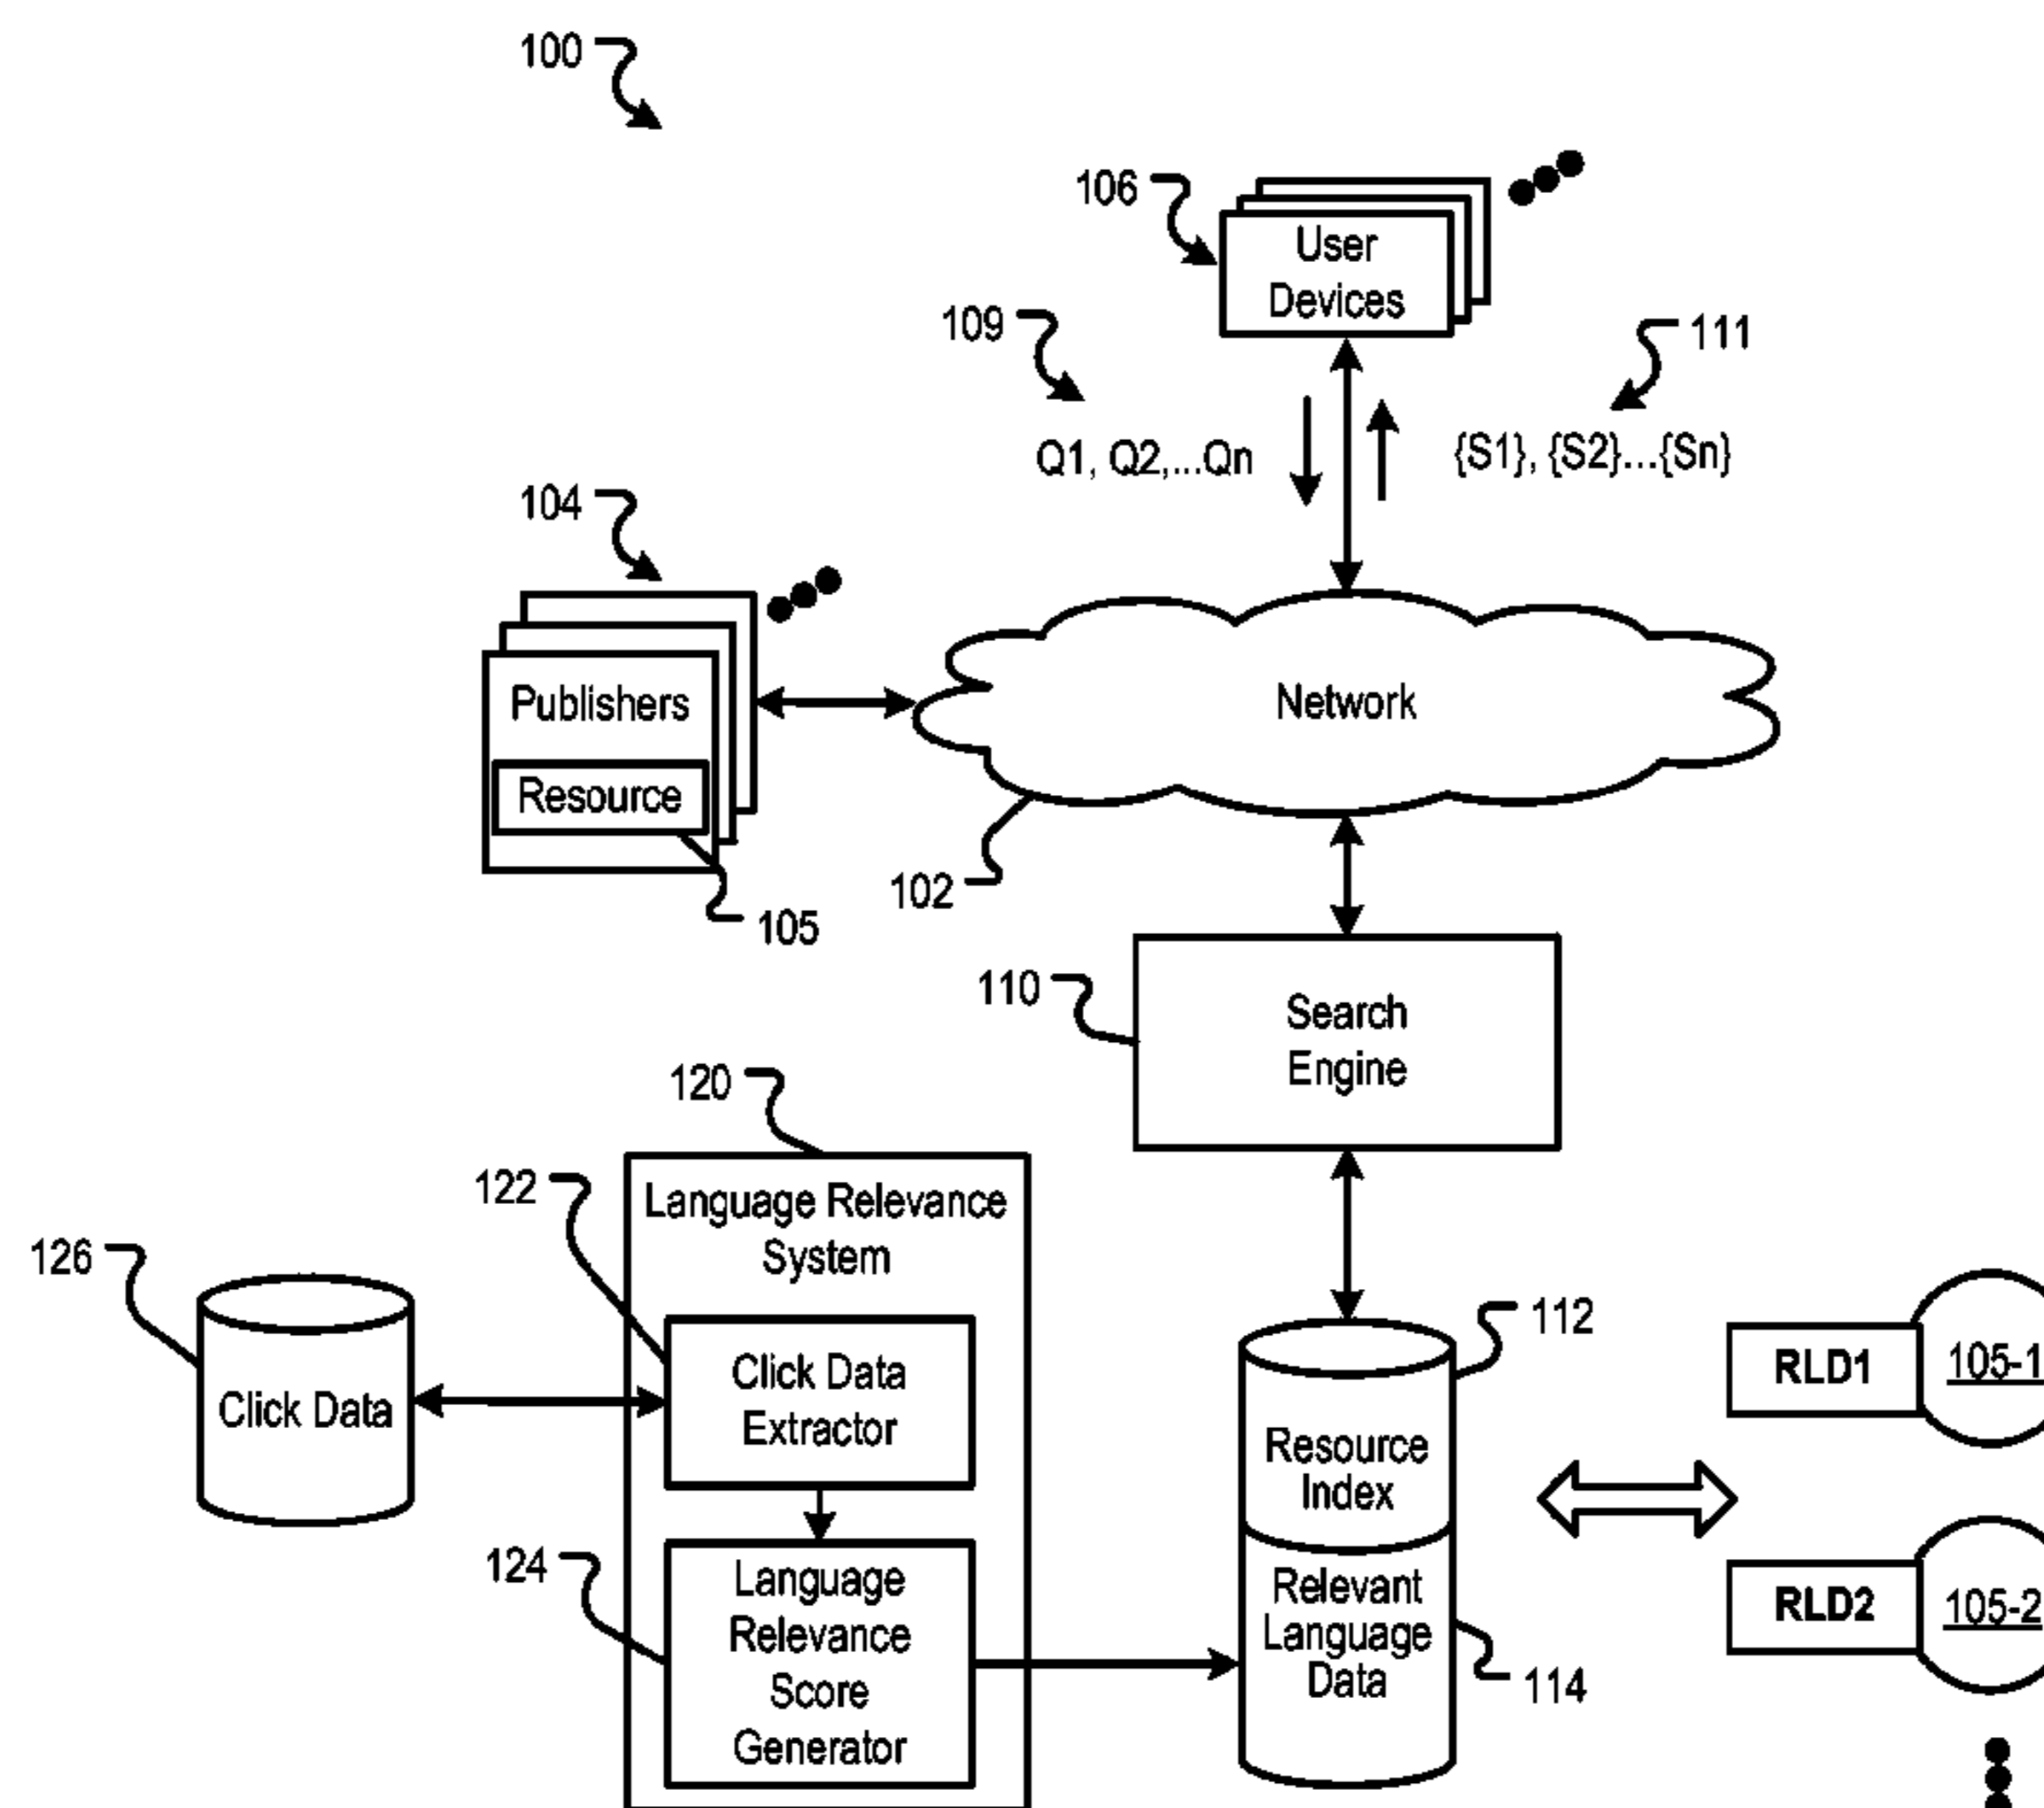 100
106
User
Devices
109
111
Q1, Q2,...Qn
{S1}, {S2}...{Sn}
104
Publishers
Resource
Network
102
105
110
Search
Engine
120
122
Language Relevance
System
126
Click Data
Click Data
Extractor
112
Resource
Index
RLD1
105-1
124
Language
Relevance
Score
Generator
Relevant
Language
Data
114
RLD2
105-2